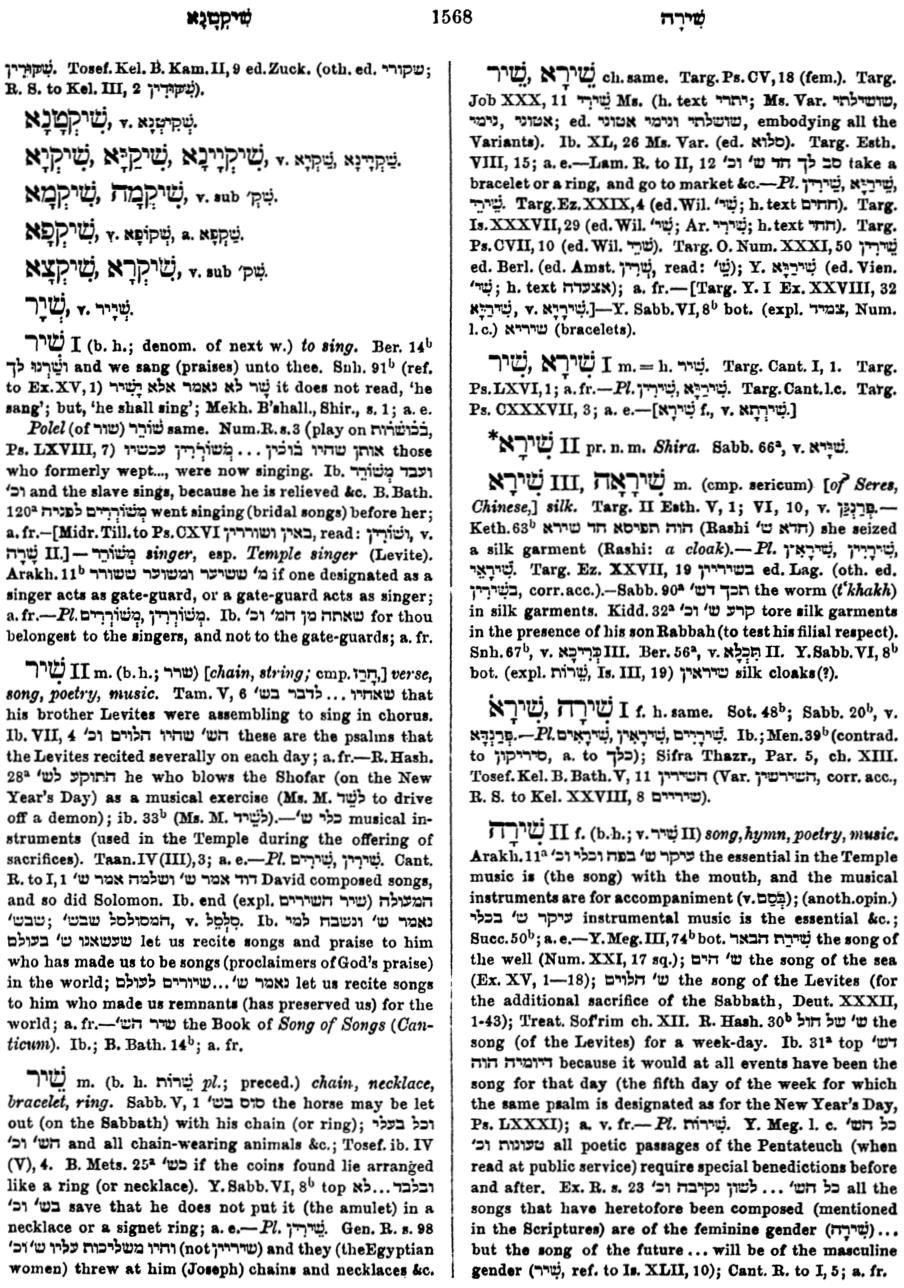 שִׁיקְטָנָא 1568 שִׁירָה
שִׁקּוּדִין. Tosef. Kel. B. Kam. II, 9 ed. Zuck. (oth. ed. שקורי;
R. S. to Kel. III, 2 שִׁקּוּדִין).
שִׁיקְטָנָא, v. שִׁקִיטְנָא.
שִׁיקְוְיָינָא, שִׁיקַיָּא, שִׁיקְיָא, v. שִׁקְיָינָא, שַׁקְיָא.
שִׁיקְמָה, שִׁיקְמָא, v. sub שִׁק׳.
שִׁיקְפָא, v. שְׁקוֹפָא, a. שַׁקְפָא.
שִׁיקְרָא, שִׁיקְצָא, v. sub שִׁק׳.
שִׁיָּר, v. שִׁיּיר.
שִׁיר I (b. h.; denom. of next w.) to sing. Ber. 14ᵇ
וְשַׁרְנוּ לָךְ and we sang (praises) unto thee. Snh. 91ᵇ (ref.
to Ex. XV, 1) שָׁר לא נאמר אלא יָשִׁיר it does not read, 'he
sang'; but, 'he shall sing'; Mekh. B'shall., Shir., s. 1; a. e.
Polel (of שור) שׁוֹרֵר same. Num. R. s. 3 (play on בַּכּוֹשָׁרוֹת,
Ps. LXVIII, 7) אותן שהיו בוֹכין ... מְשׁוֹרְרִין עכשיו those
who formerly wept..., were now singing. Ib. ועבד מְשׁוֹרֵר
וכ׳ and the slave sings, because he is relieved &c. B. Bath.
120ᵃ מְשׁוֹרְרִים לפניה went singing (bridal songs) before her;
a. fr.—[Midr. Till. to Ps. CXVI באין ושוררין, read: וְשׁוֹרִין, v.
שָׁרָה II.]— מְשׁוֹרֵר singer, esp. Temple singer (Levite).
Arakh. 11ᵇ מ׳ ששיער ומשוער ששורר if one designated as a
singer acts as gate-guard, or a gate-guard acts as singer;
a. fr.—Pl. מְשׁוֹרְרִים, מְשׁוֹרְרִין. Ib. שאתה מן המ׳ וכ׳ for thou
belongest to the singers, and not to the gate-guards; a. fr.
שִׁיר II m. (b. h.; שרר) [chain, string; cmp. חָרַז,] verse,
song, poetry, music. Tam. V, 6 שאחיו ... לדבר בש׳ that
his brother Levites were assembling to sing in chorus.
Ib. VII, 4 הש׳ שהיו הלוים וכ׳ these are the psalms that
the Levites recited severally on each day; a. fr.—R. Hash.
28ᵃ התוקע לש׳ he who blows the Shofar (on the New
Year's Day) as a musical exercise (Ms. M. לְשֵׁד to drive
off a demon); ib. 33ᵇ (Ms. M. לְשִׁיד).—כלי ש׳ musical in-
struments (used in the Temple during the offering of
sacrifices). Taan. IV (III), 3; a. e.—Pl. שִׁירִים, שִׁירִין. Cant.
R. to I, 1 דוד אמר ש׳ ושלמה אמר ש׳ David composed songs,
and so did Solomon. Ib. end (expl. שיר השירים) המעולה
שבש׳, המסולסל שבש׳; v. סִלְסֵל. Ib. נאמר ש׳ ונשבח למי
שעשאנו ש׳ בעולם let us recite songs and praise to him
who has made us to be songs (proclaimers of God's praise)
in the world; נאמר ש׳...שיורים לעולם let us recite songs
to him who made us remnants (has preserved us) for the
world; a. fr.—שיר הש׳ the Book of Song of Songs (Can-
ticum). Ib.; B. Bath. 14ᵇ; a. fr.
שֵׁיר m. (b. h. שֵׁרוֹת pl.; preced.) chain, necklace,
bracelet, ring. Sabb. V, 1 סוס בש׳ the horse may be let
out (on the Sabbath) with his chain (or ring); וכל בעלי
הש׳ וכ׳ and all chain-wearing animals &c.; Tosef. ib. IV
(V), 4. B. Mets. 25ᵃ כש׳ if the coins found lie arranged
like a ring (or necklace). Y. Sabb. VI, 8ᵇ top ובלבד...לא
בש׳ וכ׳ save that he does not put it (the amulet) in a
necklace or a signet ring; a. e.—Pl. שֵׁירִין. Gen. R. s. 98
והיו משליכות עליו ש׳ וכ׳ (not שיריין) and they (the Egyptian
women) threw at him (Joseph) chains and necklaces &c.
שֵׁירָא, שֵׁיר ch. same. Targ. Ps. CV, 18 (fem.). Targ.
Job XXX, 11 שֵׁירֵי Ms. (h. text יתרי; Ms. Var. שושילתי,
אטוני, נימי; ed. שושלתי ונימי אטוני, embodying all the
Variants). Ib. XL, 26 Ms. Var. (ed. סלוא). Targ. Esth.
VIII, 15; a. e.—Lam. R. to II, 12 סב לך חד ש׳ וכ׳ take a
bracelet or a ring, and go to market &c.—Pl. שֵׁירִין, שֵׁירַיָּא,
שֵׁירֵי. Targ. Ez. XXIX, 4 (ed. Wil. שִׁי׳; h. text חחים). Targ.
Is. XXXVII, 29 (ed. Wil. שִׁי׳; Ar. שֵׁירֵי; h. text חחי). Targ.
Ps. CVII, 10 (ed. Wil. שֵׁרֵי). Targ. O. Num. XXXI, 50 שֵׁירִין
ed. Berl. (ed. Amst. שִׁירִין, read: שֵׁ׳); Y. שֵׁירַיָּא (ed. Vien.
שִׁי׳; h. text אצעדה); a. fr.—[Targ. Y. I Ex. XXVIII, 32
שִׁירַיָּא, v. שִׁירְיָא.]—Y. Sabb. VI, 8ᵇ bot. (expl. צמיד, Num.
l. c.) שיריא (bracelets).
שִׁירָא, שִׁיר I m. = h. שִׁיר. Targ. Cant. I, 1. Targ.
Ps. LXVI, 1; a. fr.—Pl. שִׁירִין, שִׁירַיָּא. Targ. Cant. l. c. Targ.
Ps. CXXXVII, 3; a. e.—[שִׁירָא f., v. שִׁירְתָא.]
*שִׁירָא II pr. n. m. Shira. Sabb. 66ᵃ, v. שֵׁירָא.
שִׁירָא III, שִׁירָאָה m. (cmp. sericum) [of Seres,
Chinese,] silk. Targ. II Esth. V, 1; VI, 10, v. פְּרַנְגָּן.—
Keth. 63ᵇ הוה תפיסא חד שירא (Rashi חדא ש׳) she seized
a silk garment (Rashi: a cloak).—Pl. שִׁירָאִין, שִׁירָיִין,
שִׁירָאֵי. Targ. Ez. XXVII, 19 בשיריין ed. Lag. (oth. ed.
בְּשִׁירִין, corr. acc.).—Sabb. 90ᵃ תכך דש׳ the worm (t'khakh)
in silk garments. Kidd. 32ᵃ קרע ש׳ וכ׳ tore silk garments
in the presence of his son Rabbah (to test his filial respect).
Snh. 67ᵇ, v. פְּרִיכָא III. Ber. 56ᵃ, v. תִּכְלָא II. Y. Sabb. VI, 8ᵇ
bot. (expl. שֵׁרוֹת, Is. III, 19) שיראין silk cloaks(?).
שִׁירָה, שִׁירָא I f. h. same. Sot. 48ᵇ; Sabb. 20ᵇ, v.
פְּרַנְדָּא.—Pl. שִׁירָיִים, שִׁירָאִין, שִׁירָאִים. Ib.; Men. 39ᵇ (contrad.
to סיריקון, a. to כלך); Sifra Thazr., Par. 5, ch. XIII.
Tosef. Kel. B. Bath. V, 11 השירין (Var. השירשין, corr. acc.,
R. S. to Kel. XXVIII, 8 שיריים).
שִׁירָה II f. (b. h.; v. שִׁיר II) song, hymn, poetry, music.
Arakh. 11ᵃ עיקר ש׳ בפה וכלי וכ׳ the essential in the Temple
music is (the song) with the mouth, and the musical
instruments are for accompaniment (v. בְּסֵם); (anoth. opin.)
עיקר ש׳ בכלי instrumental music is the essential &c.;
Succ. 50ᵇ; a. e.—Y. Meg. III, 74ᵇ bot. שִׁירַת הבאר the song of
the well (Num. XXI, 17 sq.); ש׳ הים the song of the sea
(Ex. XV, 1—18); ש׳ הלוים the song of the Levites (for
the additional sacrifice of the Sabbath, Deut. XXXII,
1-43); Treat. Sof'rim ch. XII. R. Hash. 30ᵇ ש׳ של חול the
song (of the Levites) for a week-day. Ib. 31ᵃ top דש׳
דיומיה הוה because it would at all events have been the
song for that day (the fifth day of the week for which
the same psalm is designated as for the New Year's Day,
Ps. LXXXI); a. v. fr.—Pl. שִׁירוֹת. Y. Meg. l. c. כל הש׳
טעונות וכ׳ all poetic passages of the Pentateuch (when
read at public service) require special benedictions before
and after. Ex. R. s. 23 כל הש׳ ... לשון נקיבה וכ׳ all the
songs that have heretofore been composed (mentioned
in the Scriptures) are of the feminine gender (שִׁירָה)...
but the song of the future ... will be of the masculine
gender (שִׁיר, ref. to Is. XLII, 10); Cant. R. to I, 5; a. fr.